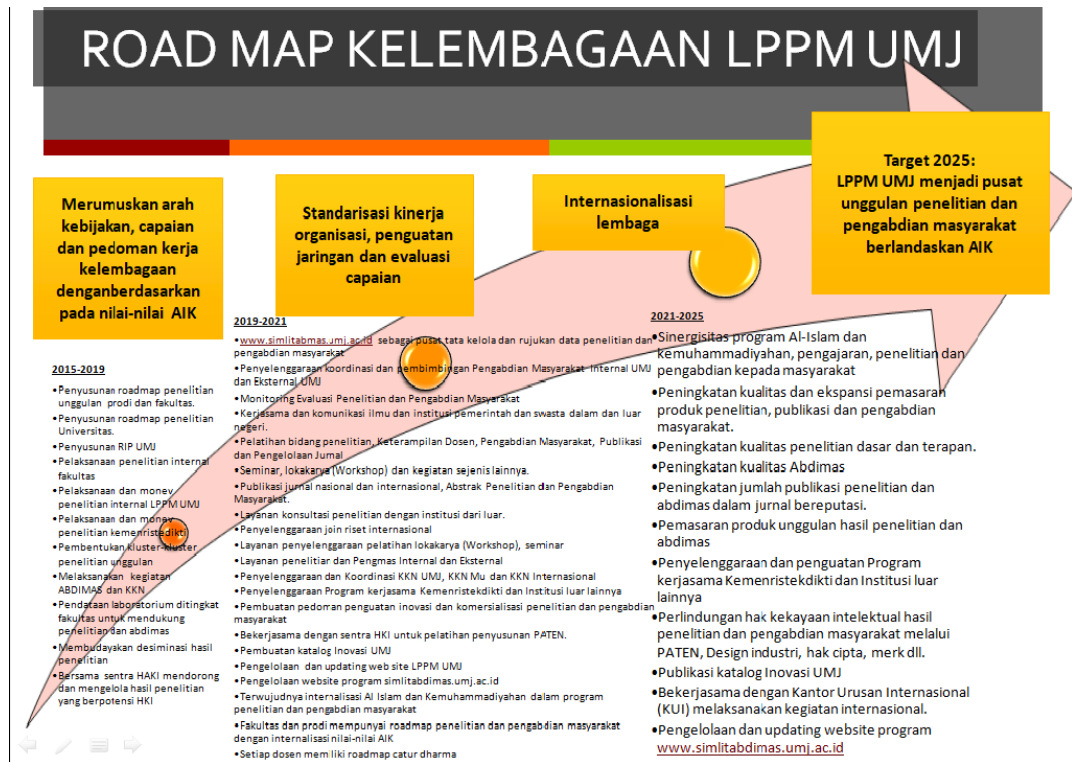 ROAD MAP KELEMBAGAAN LPPM UMJ
Merumuskan arah
kebijakan, capaian
dan pedoman kerja
kelembagaan
denganberdasarkan
pada nilai-nilai AIK
Standarisasi kinerja
organisasi, penguatan
jaringan dan evaluasi
capaian
Internasionalisasi
lembaga
Target 2025:
LPPM UMJ menjadi pusat
unggulan penelitian dan
pengabdian masyarakat
berlandaskan AIK
2015-2019
•Penyusunan roadmap penelitian
unggulan prodi dan fakultas.
•Penyusunan roadmap penelitian
Universitas.
•Penyusunan RIP UMJ
•Pelaksanaan penelitian internal
fakultas
•Pelaksanaan dan monev
penelitian internal LPPM UMJ
•Pelaksanaan dan monev
penelitian kemenristedikti
•Pembentukan kluster-kluster
penelitian unggulan
•Melaksanakan kegiatan
ABDIMAS dan KKN
•Pendataan laboratorium ditingkat
fakultas untuk mendukung
penelitian dan abdimas
•Membudayakan desiminasi hasil
penelitian
•Bersama sentra HAKI mendorong
dan mengelola hasil penelitian
yang berpotensi HKI
2019-2021
•www.simlitabmas.umj.ac.id sebagai pusat tata kelola dan rujukan data penelitian dan
pengabdian masyarakat
•Penyelenggaraan koordinasi dan pembimbingan Pengabdian Masyarakat Internal UMJ
dan Eksternal UMJ
•Monitoring Evaluasi Penelitian dan Pengabdian Masyarakat
•Kerjasama dan komunikasi ilmu dan institusi pemerintah dan swasta dalam dan luar
negeri.
•Pelatihan bidang penelitian, Keterampilan Dosen, Pengabdian Masyarakat, Publikasi
dan Pengelolaan Jurnal
•Seminar, lokakarya (Workshop) dan kegiatan sejenis lainnya.
•Publikasi jurnal nasional dan internasional, Abstrak Penelitian dan Pengabdian
Masyarakat.
•Layanan konsultasi penelitian dengan institusi dari luar.
•Penyelenggaraan join riset internasional
•Layanan penyelenggaraan pelatihan lokakarya (Workshop), seminar
•Layanan penelitian dan Pengmas Internal dan Eksternal
•Penyelenggaraan dan Koordinasi KKN UMJ, KKN Mu dan KKN Internasional
•Penyelenggaraan Program kerjasama Kemenristekdikti dan Institusi luar lainnya
•Pembuatan pedoman penguatan inovasi dan komersialisasi penelitian dan pengabdian
masyarakat
•Bekerjasama dengan sentra HKI untuk pelatihan penyusunan PATEN.
•Pembuatan katalog Inovasi UMJ
•Pengelolaan dan updating web site LPPM UMJ
•Pengelolaan website program simlitabdimas.umj.ac.id
•Terwujudnya internalisasi Al Islam dan Kemuhammadiyahan dalam program
penelitian dan pengabdian masyarakat
•Fakultas dan prodi mempunyai roadmap penelitian dan pengabdian masyarakat
dengan internalisasi nilai-nilai AIK
•Setiap dosen memiliki roadmap catur dharma
2021-2025
•Sinergisitas program Al-Islam dan
kemuhammadiyahan, pengajaran, penelitian dan
pengabdian kepada masyarakat
•Peningkatan kualitas dan ekspansi pemasaran
produk penelitian, publikasi dan pengabdian
masyarakat.
•Peningkatan kualitas penelitian dasar dan terapan.
•Peningkatan kualitas Abdimas
•Peningkatan jumlah publikasi penelitian dan
abdimas dalam jurnal bereputasi.
•Pemasaran produk unggulan hasil penelitian dan
abdimas
•Penyelenggaraan dan penguatan Program
kerjasama Kemenristekdikti dan Institusi luar
lainnya
•Perlindungan hak kekayaan intelektual hasil
penelitian dan pengabdian masyarakat melalui
PATEN, Design industri, hak cipta, merk dll.
•Publikasi katalog Inovasi UMJ
•Bekerjasama dengan Kantor Urusan Internasional
(KUI) melaksanakan kegiatan internasional.
•Pengelolaan dan updating website program
www.simlitabdimas.umj.ac.id